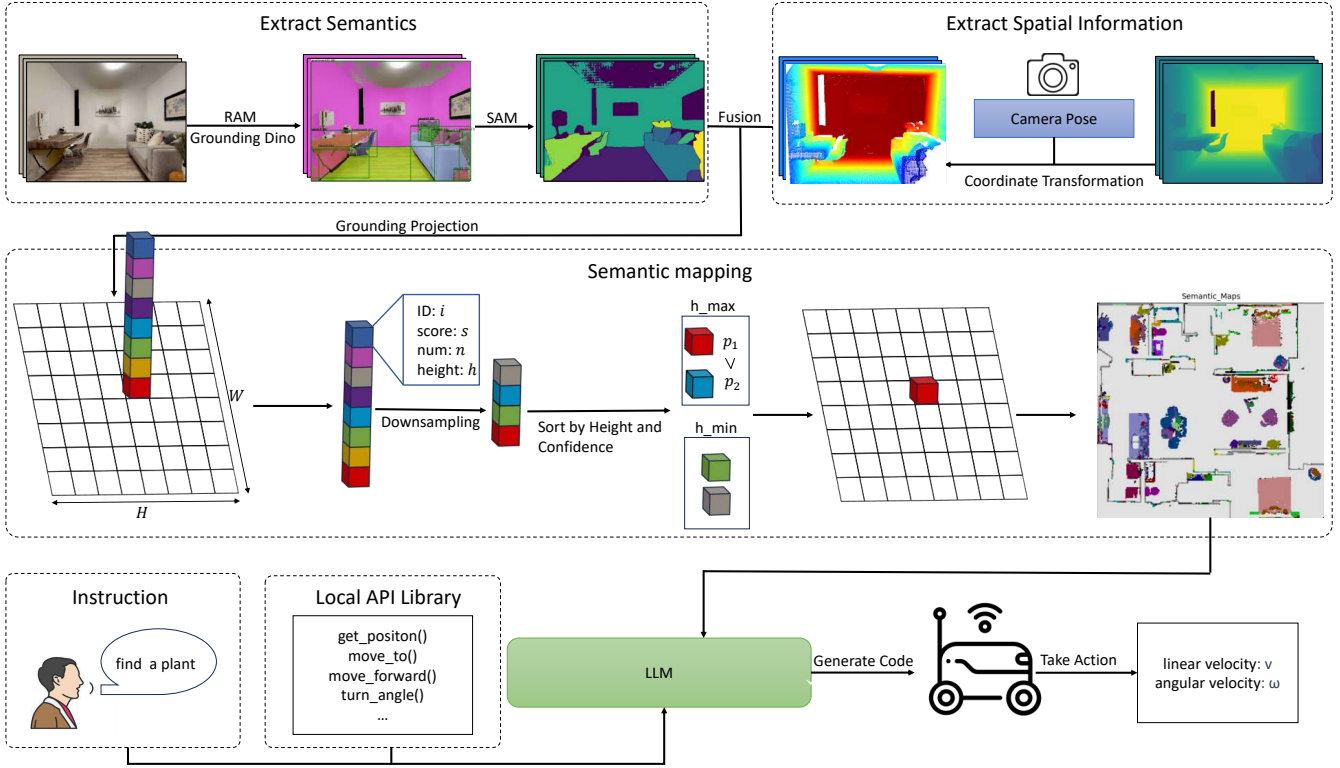 Extract Semantics
RAM
Grounding Dino
SAM
Fusion
Extract Spatial Information
Camera Pose
Coordinate Transformation
Grounding Projection
Semantic mapping
W
H
ID: i
score: s
num: n
height: h
Downsampling
Sort by Height and
Confidence
h_max
p₁
∨
p₂
h_min
Semantic_Maps
Instruction
find a plant
Local API Library
get_positon()
move_to()
move_forward()
turn_angle()
...
LLM
Generate Code
Take Action
linear velocity: v
angular velocity: ω